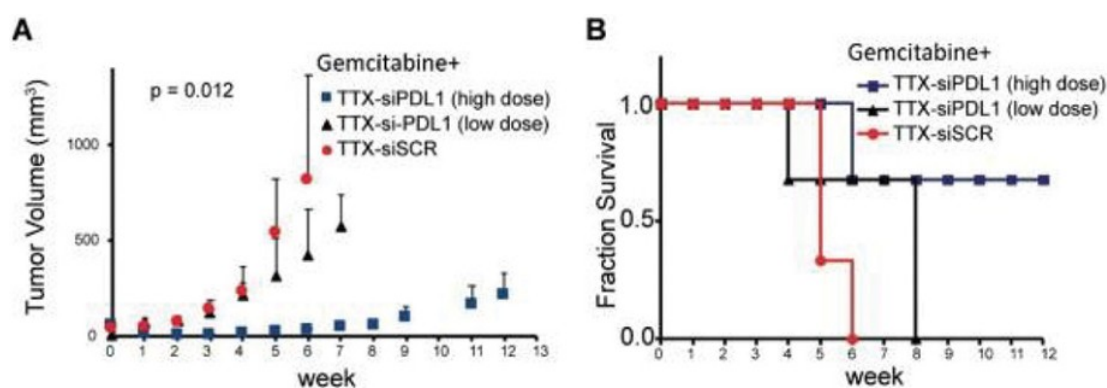 A
Tumor Volume (mm³)
p = 0.012
Gemcitabine+
TTX-siPDL1 (high dose)
TTX-si-PDL1 (low dose)
TTX-siSCR
1000
500
0
0 1 2 3 4 5 6 7 8 9 10 11 12 13
week
B
Fraction Survival
Gemcitabine+
TTX-siPDL1 (high dose)
TTX-siPDL1 (low dose)
TTX-siSCR
1.0
0.5
0.0
0 1 2 3 4 5 6 7 8 9 10 11 12
week